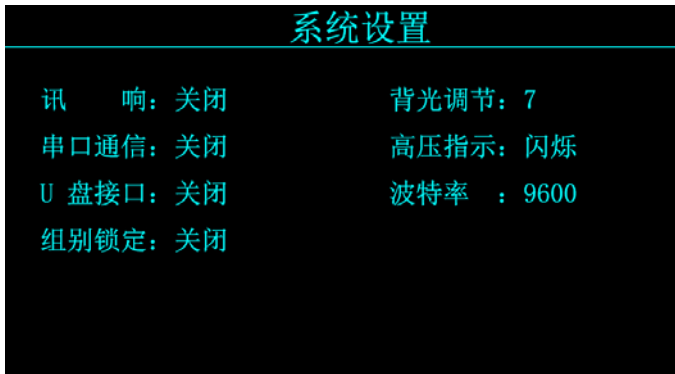 系统设置
讯　　响：关闭　背光调节：7
串口通信：关闭　高压指示：闪烁
U 盘接口：关闭　波特率　：9600
组别锁定：关闭